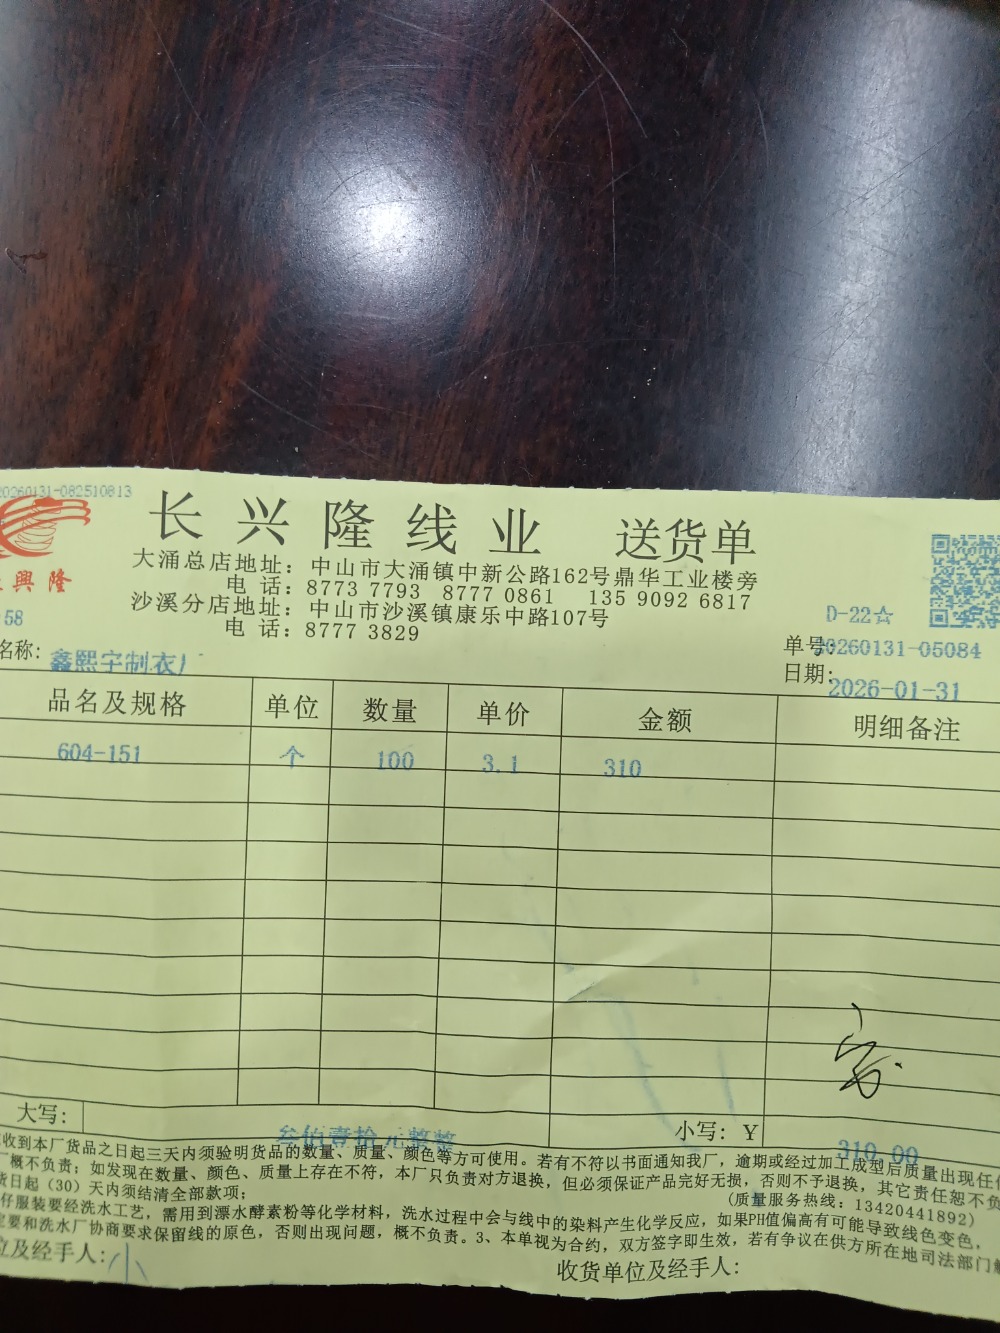 20260131-082510813
长兴隆线业 送货单
興隆
大涌总店地址：中山市大涌镇中新公路162号鼎华工业楼旁
电 话：8773 7793 8777 0861 135 9092 6817
沙溪分店地址：中山市沙溪镇康乐中路107号
电 话：8777 3829
58
D-22☆
单号：20260131-05084
名称：鑫熙宇制衣厂
日期：2026-01-31
品名及规格 单位 数量 单价 金额 明细备注
604-151 个 100 3.1 310
大写：叁佰壹拾元整整 小写：Y 310.00
收到本厂货品之日起三天内须验明货品的数量、质量、颜色等方可使用。若有不符以书面通知我厂，逾期或经过加工成型后质量出现任
厂概不负责；如发现在数量、颜色、质量上存在不符，本厂只负责对方退换，但必须保证产品完好无损，否则不予退换，其它责任恕不负
货日起（30）天内须结清全部款项； （质量服务热线：13420441892）
仔服装要经洗水工艺，需用到漂水酵素粉等化学材料，洗水过程中会与线中的染料产生化学反应，如果PH值偏高有可能导致线色变色，
要和洗水厂协商要求保留线的原色，否则出现问题，概不负责。3、本单视为合约，双方签字即生效，若有争议在供方所在地司法部门
位及经手人：小 收货单位及经手人：